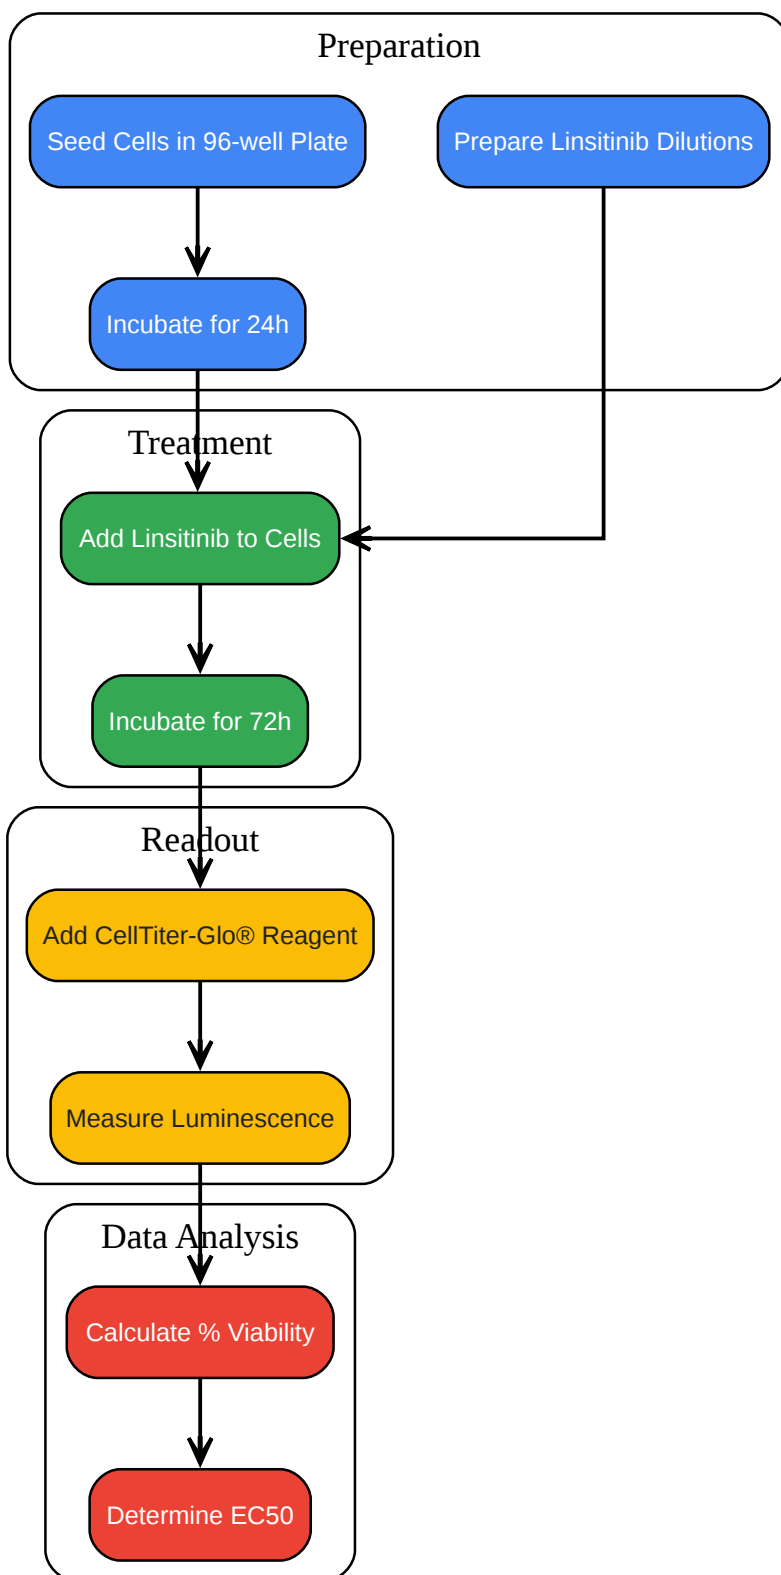 Preparation
Seed Cells in 96-well Plate
Prepare Linsitinib Dilutions
Incubate for 24h
Treatment
Add Linsitinib to Cells
Incubate for 72h
Readout
Add CellTiter-Glo® Reagent
Measure Luminescence
Data Analysis
Calculate % Viability
Determine EC50